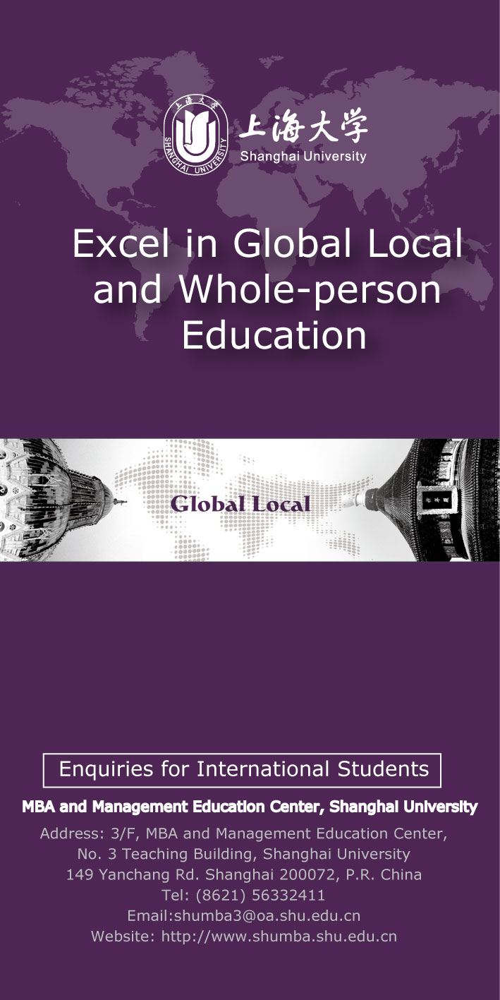 上海大学
SHANGHAI UNIVERSITY
上海大学
Shanghai University
Excel in Global Local
and Whole-person
Education
Global Local
祈年殿
Enquiries for International Students
MBA and Management Education Center, Shanghai University
Address: 3/F, MBA and Management Education Center,
No. 3 Teaching Building, Shanghai University
149 Yanchang Rd. Shanghai 200072, P.R. China
Tel: (8621) 56332411
Email:shumba3@oa.shu.edu.cn
Website: http://www.shumba.shu.edu.cn